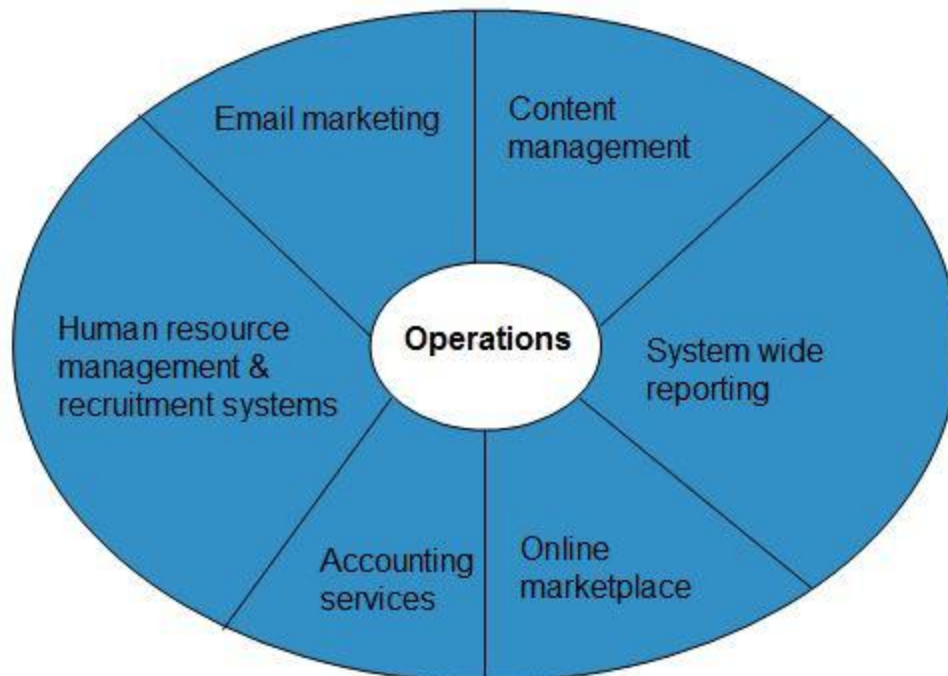 Email marketing
Content
management
Human resource
management &
recruitment systems
Operations
System wide
reporting
Accounting
services
Online
marketplace